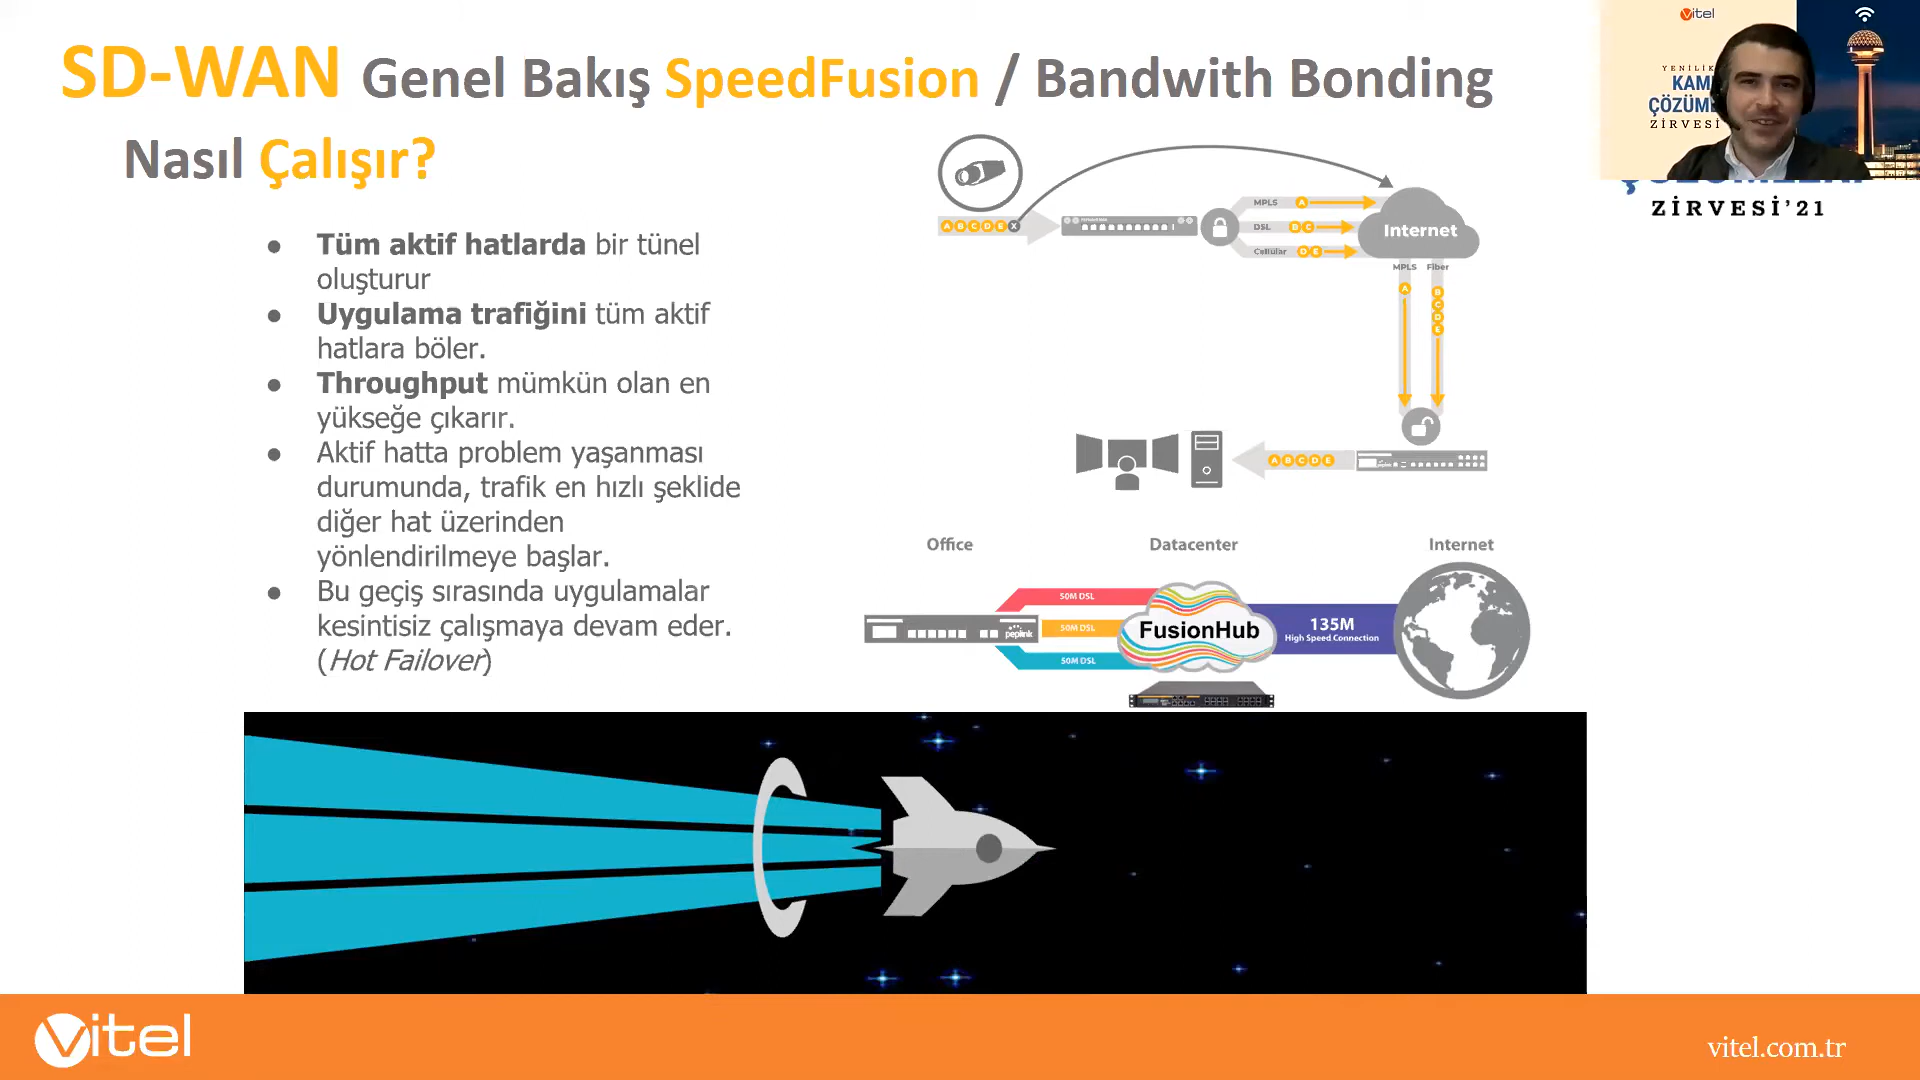 SD-WAN Genel Bakış SpeedFusion / Bandwith Bonding
Nasıl Çalışır?
● Tüm aktif hatlarda bir tünel
oluşturur
● Uygulama trafiğini tüm aktif
hatlara böler.
● Throughput mümkün olan en
yükseğe çıkarır.
● Aktif hatta problem yaşanması
durumunda, trafik en hızlı şeklide
diğer hat üzerinden
yönlendirilmeye başlar.
● Bu geçiş sırasında uygulamalar
kesintisiz çalışmaya devam eder.
(Hot Failover)
A B C D E X
MPLS A
DSL B C
Cellular D E
Internet
MPLS Fiber
A
B
C
D
E
A B C D E
peplink
Office Datacenter Internet
50M DSL
50M DSL
50M DSL
peplink
FusionHub
135M
High Speed Connection
vitel
YENİLİK
KAM
ÇÖZÜM
ZİRVESİ
ZİRVESİ'21
vitel
vitel.com.tr